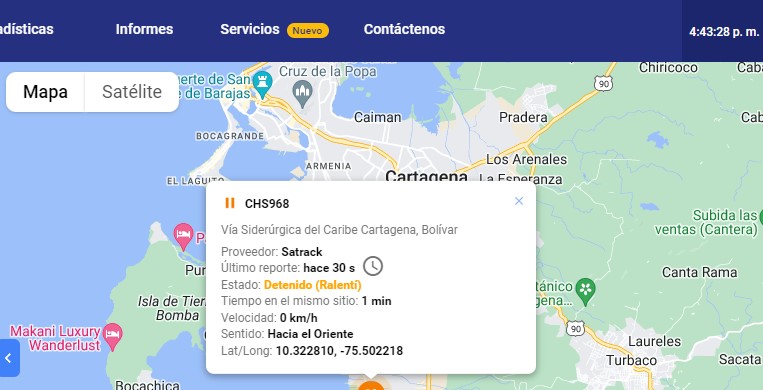 adísticas Informes Servicios Nuevo Contáctenos 4:43:28 p. m.
Mapa Satélite
Cruz de la Popa
Chiricoco
uerte de San
e de Barajas
90
Caiman
Pradera
BOCAGRANDE
ARMENIA
Los Arenales
EL LAGUITO
Cartagena
La Esperanza
CHS968
Vía Siderúrgica del Caribe Cartagena, Bolívar
Proveedor: Satrack
Último reporte: hace 30 s
Estado: Detenido (Ralentí)
Tiempo en el mismo sitio: 1 min
Velocidad: 0 km/h
Sentido: Hacia el Oriente
Lat/Long: 10.322810, -75.502218
Subida las
ventas (Cantera)
Canta Rama
Isla de Tier
Bomba
tánico
gena...
90
Makani Luxury
Wanderlust
Laureles
Turbaco
Sacata
Bocachica